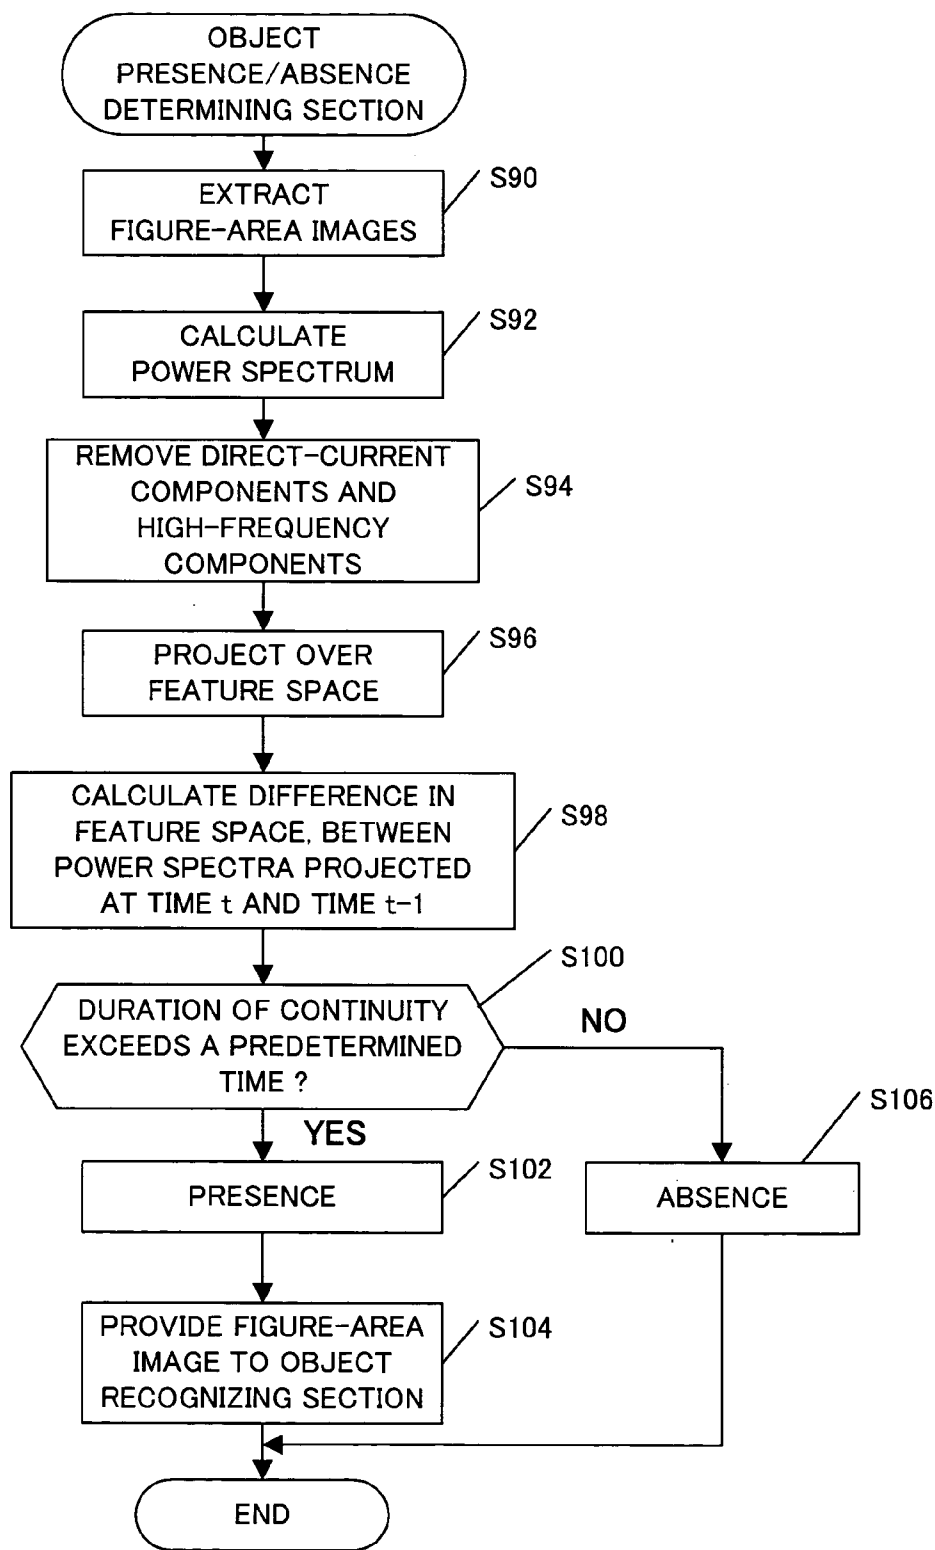 OBJECT
PRESENCE/ABSENCE
DETERMINING SECTION
S90
EXTRACT
FIGURE-AREA IMAGES
S92
CALCULATE
POWER SPECTRUM
REMOVE DIRECT-CURRENT
COMPONENTS AND
HIGH-FREQUENCY
COMPONENTS
S94
S96
PROJECT OVER
FEATURE SPACE
CALCULATE DIFFERENCE IN
FEATURE SPACE, BETWEEN
POWER SPECTRA PROJECTED
AT TIME t AND TIME t-1
S98
S100
DURATION OF CONTINUITY
EXCEEDS A PREDETERMINED
TIME ?
NO
YES
S106
S102
PRESENCE
ABSENCE
PROVIDE FIGURE-AREA
IMAGE TO OBJECT
RECOGNIZING SECTION
S104
END